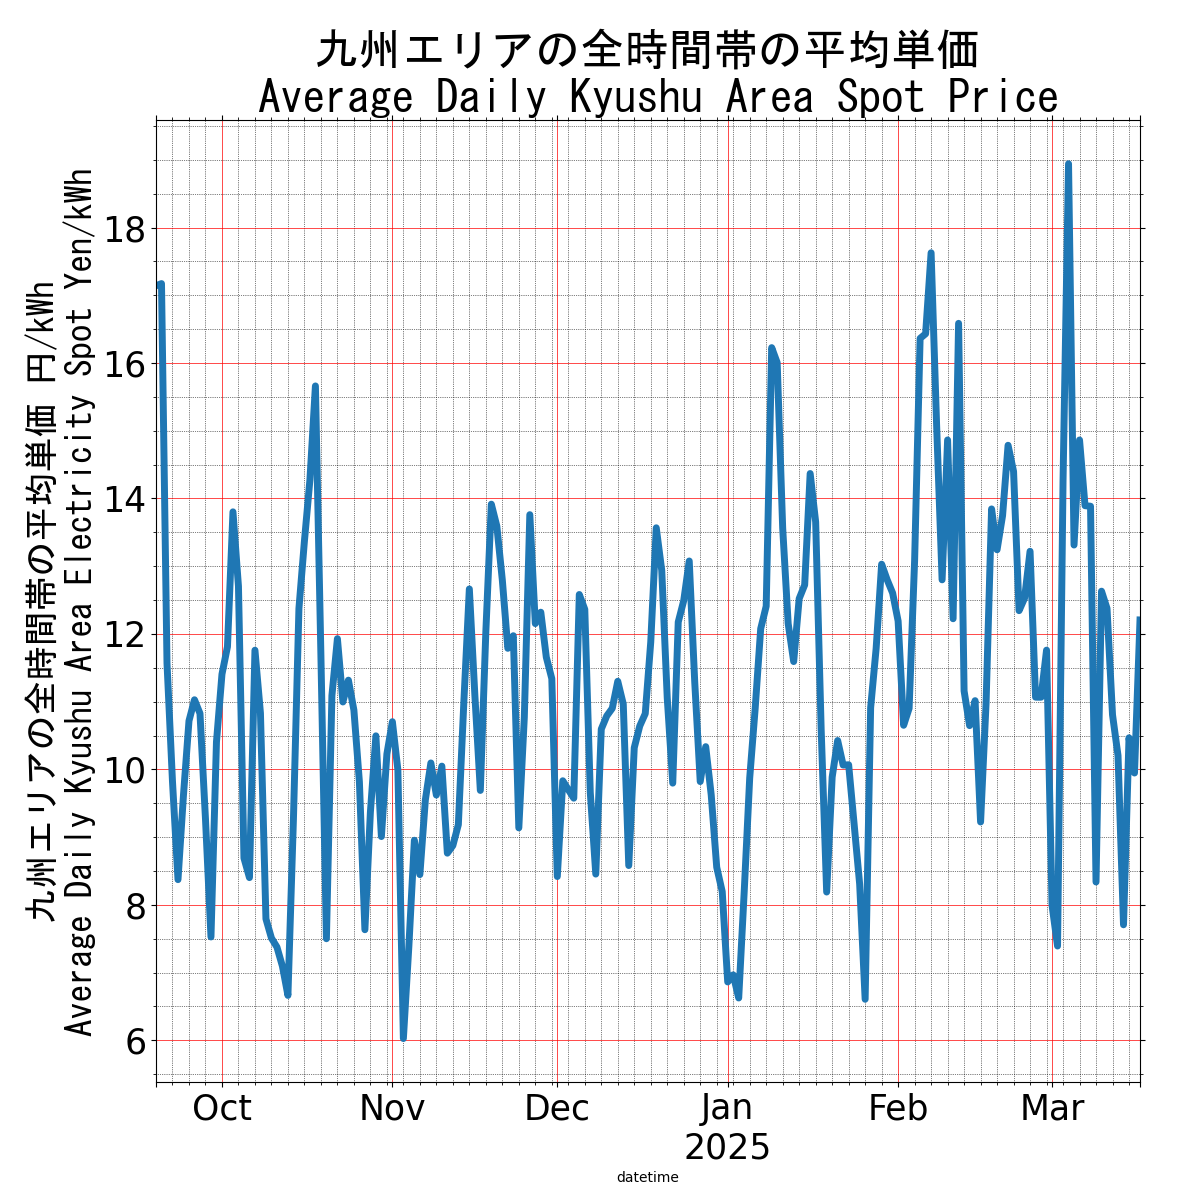 九州エリアの全時間帯の平均単価
Average Daily Kyushu Area Spot Price
九州エリアの全時間帯の平均単価 円/kWh
Average Daily Kyushu Area Electricity Spot Yen/kWh
18
16
14
12
10
8
6
Oct Nov Dec Jan Feb Mar
2025
datetime